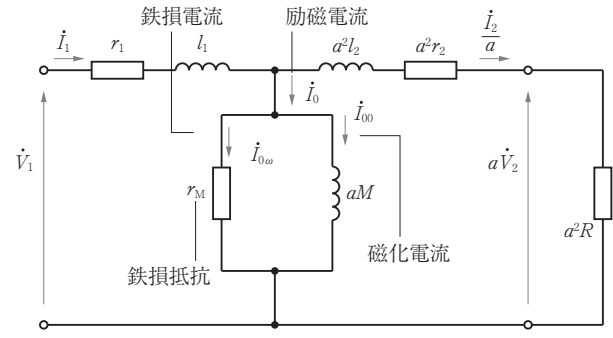 鉄損電流
励磁電流
İ₁
r₁
l₁
a²l₂
a²r₂
İ₂/a
İ₀
İ₀₀
İ₀ω
V̇₁
r_M
aM
aV̇₂
a²R
鉄損抵抗
磁化電流